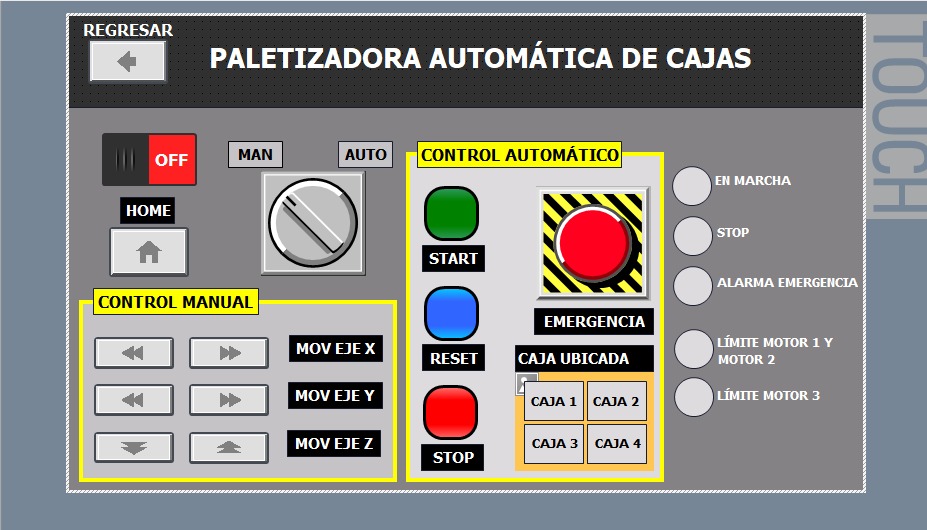 REGRESAR
PALETIZADORA AUTOMÁTICA DE CAJAS
TOUCH
OFF
MAN
AUTO
HOME
CONTROL MANUAL
MOV EJE X
MOV EJE Y
MOV EJE Z
CONTROL AUTOMÁTICO
START
RESET
STOP
EMERGENCIA
CAJA UBICADA
CAJA 1
CAJA 2
CAJA 3
CAJA 4
EN MARCHA
STOP
ALARMA EMERGENCIA
LÍMITE MOTOR 1 Y
MOTOR 2
LÍMITE MOTOR 3